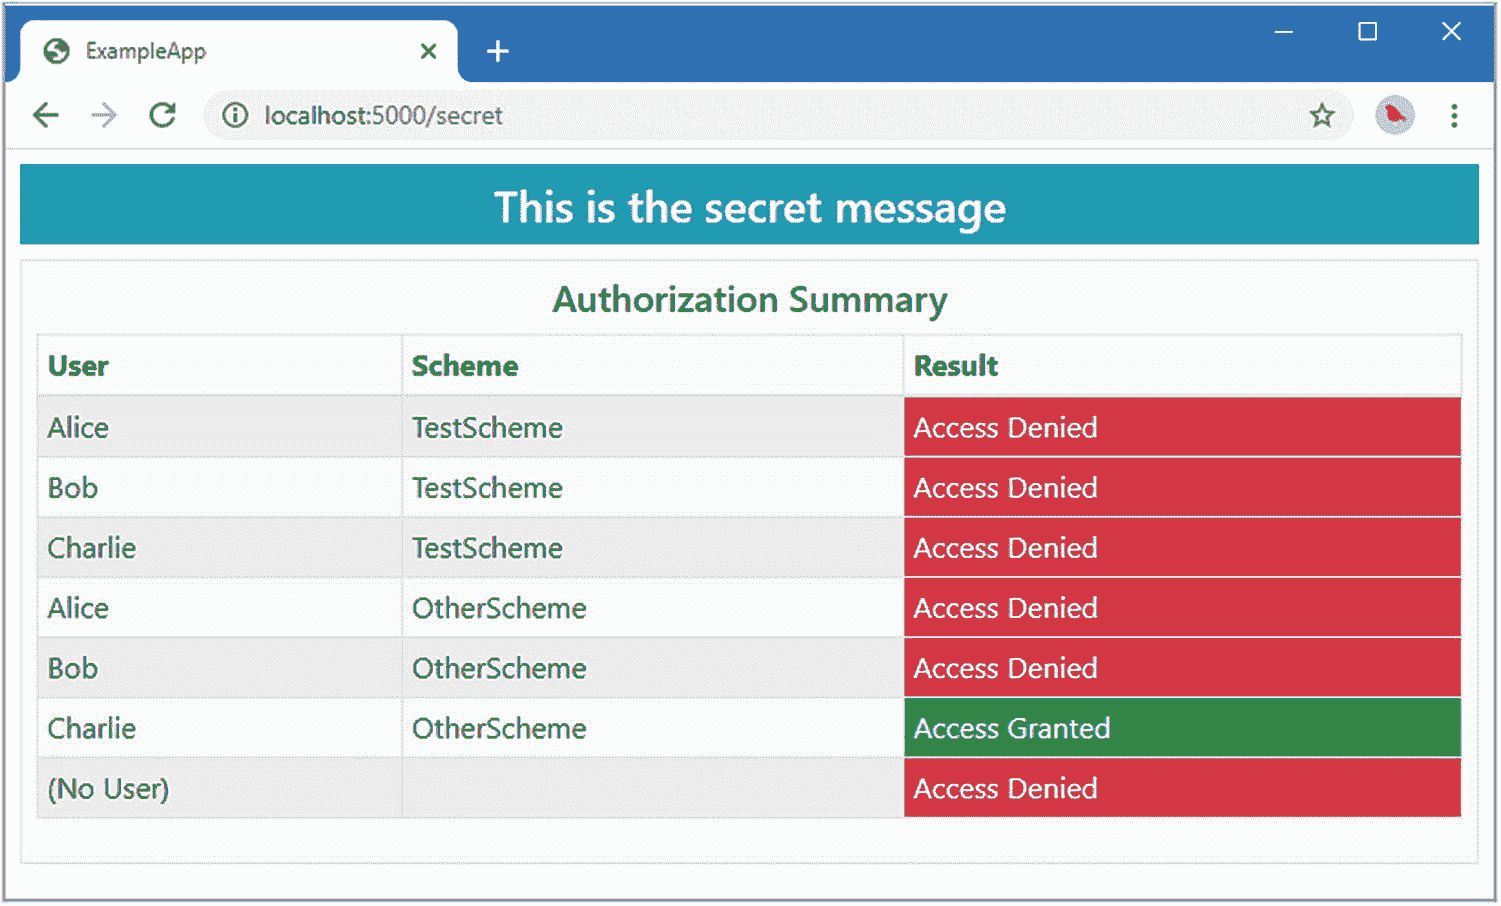 ExampleApp
localhost:5000/secret
This is the secret message
Authorization Summary
User Scheme Result
Alice TestScheme Access Denied
Bob TestScheme Access Denied
Charlie TestScheme Access Denied
Alice OtherScheme Access Denied
Bob OtherScheme Access Denied
Charlie OtherScheme Access Granted
(No User) Access Denied